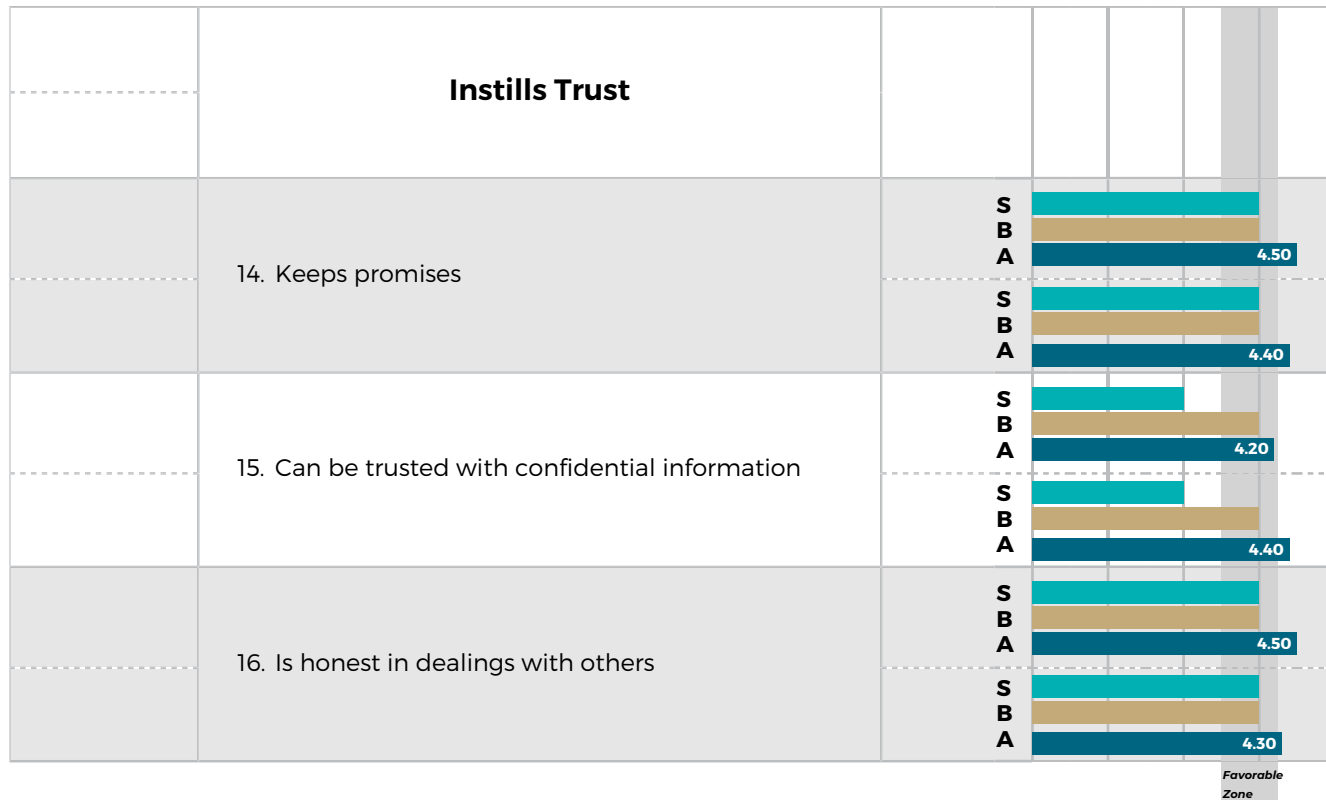 Instills Trust
14. Keeps promises
S
B
A 4.50
S
B
A 4.40
15. Can be trusted with confidential information
S
B
A 4.20
S
B
A 4.40
16. Is honest in dealings with others
S
B
A 4.50
S
B
A 4.30
Favorable
Zone